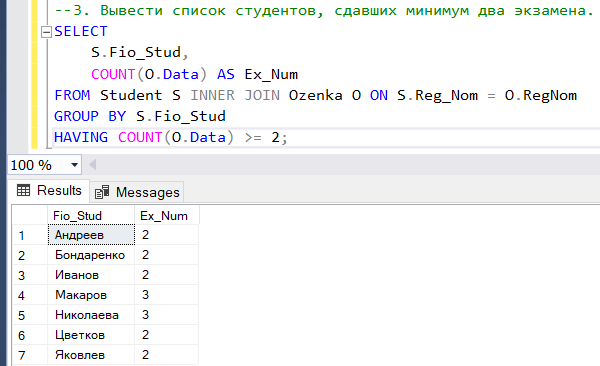 --3. Вывести список студентов, сдавших минимум два экзамена.
SELECT
S.Fio_Stud,
COUNT(O.Data) AS Ex_Num
FROM Student S INNER JOIN Ozenka O ON S.Reg_Nom = O.RegNom
GROUP BY S.Fio_Stud
HAVING COUNT(O.Data) >= 2;
100 %
Results Messages
Fio_Stud Ex_Num
1 Андреев 2
2 Бондаренко 2
3 Иванов 2
4 Макаров 3
5 Николаева 3
6 Цветков 2
7 Яковлев 2